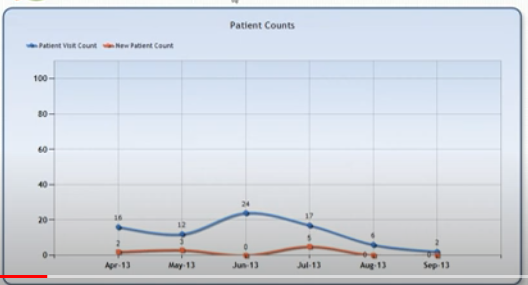 Patient Counts
Patient Visit Count New Patient Count
100
80
60
40
20
0
16 12 24 17 6 2
2 3 0 5 0 0
Apr-13 May-13 Jun-13 Jul-13 Aug-13 Sep-13